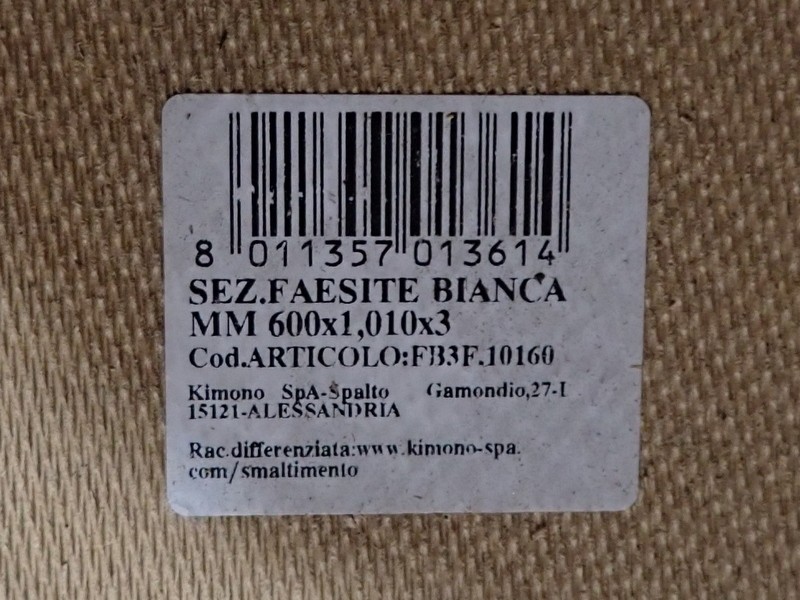 8 011357 013614
SEZ.FAESITE BIANCA
MM 600x1,010x3
Cod.ARTICOLO:FB3F.10160
Kimono SpA-Spalto Gamondio,27-I
15121-ALESSANDRIA
Rac.differenziata:www.kimono-spa.
com/smaltimento